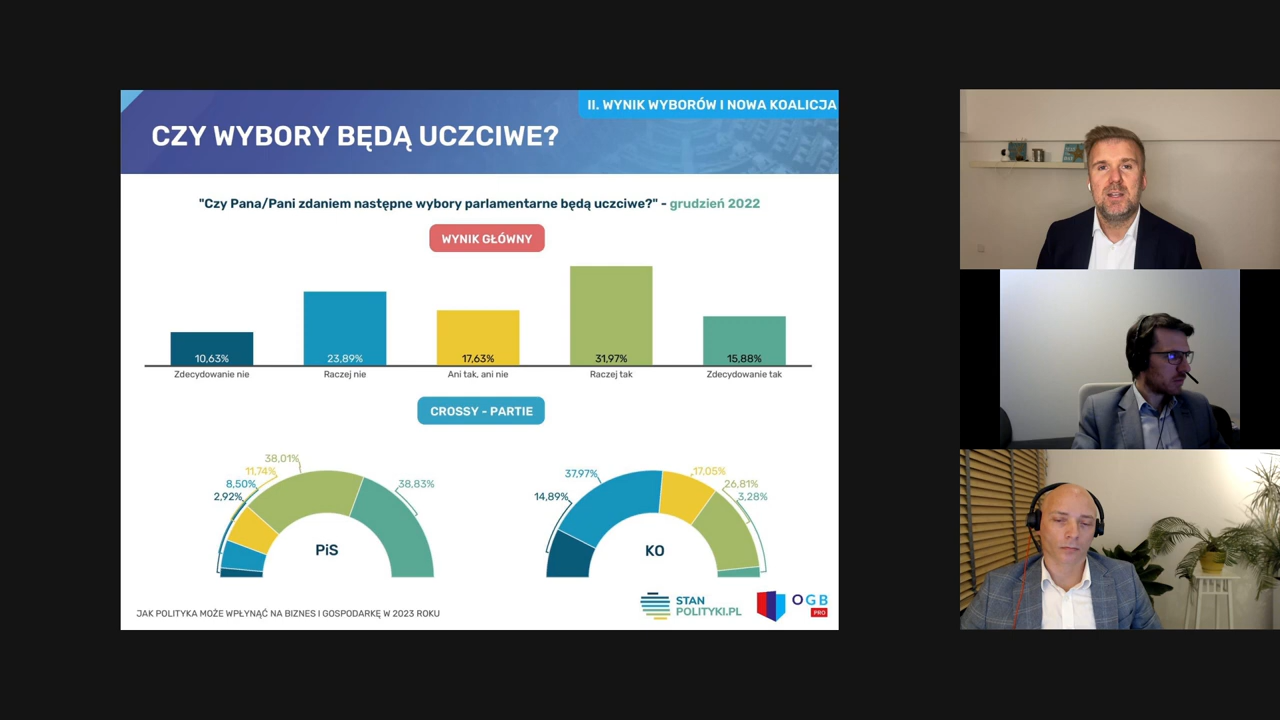 II. WYNIK WYBORÓW I NOWA KOALICJA
CZY WYBORY BĘDĄ UCZCIWE?
"Czy Pana/Pani zdaniem następne wybory parlamentarne będą uczciwe?" - grudzień 2022
WYNIK GŁÓWNY
10,63%
23,89%
17,63%
31,97%
15,88%
Zdecydowanie nie
Raczej nie
Ani tak, ani nie
Raczej tak
Zdecydowanie tak
CROSSY - PARTIE
38,01%
11,74%
8,50%
2,92%
38,83%
PiS
37,97%
14,89%
17,05%
26,81%
3,28%
KO
JAK POLITYKA MOŻE WPŁYNĄĆ NA BIZNES I GOSPODARKĘ W 2023 ROKU
STAN
POLITYKI.PL
OGB
PRO